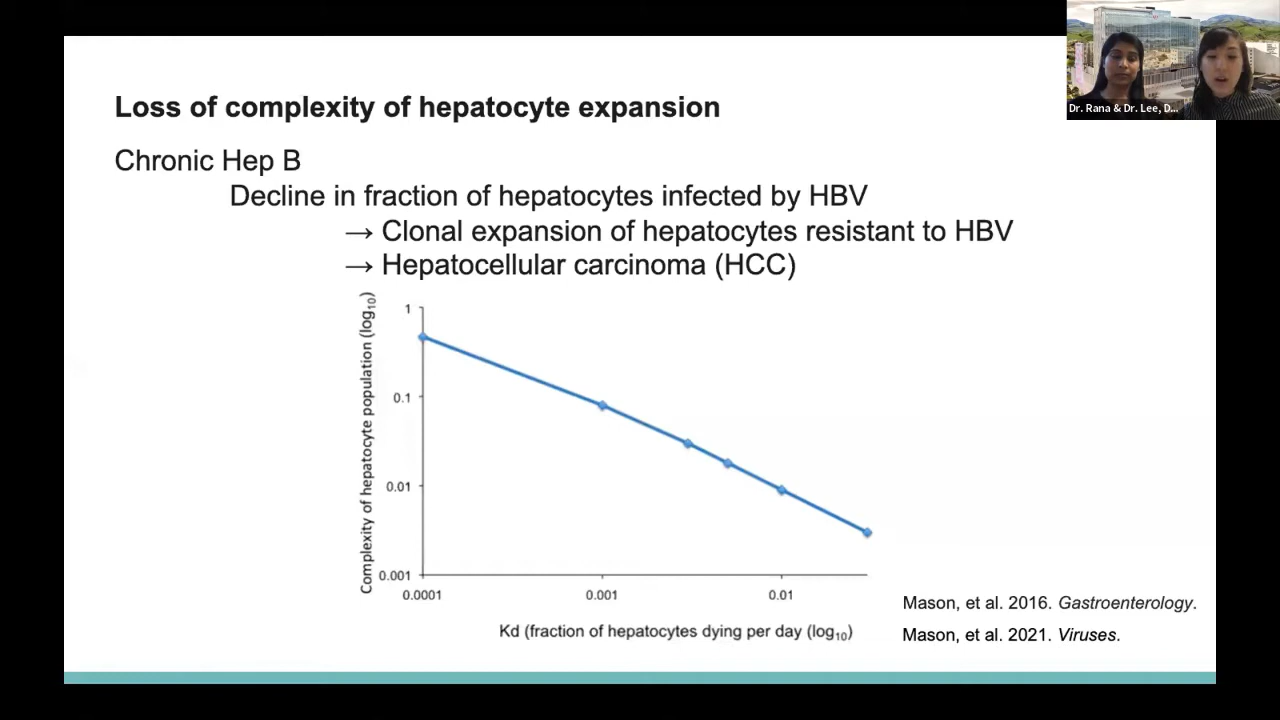 Dr. Rana & Dr. Lee, D...
Loss of complexity of hepatocyte expansion
Chronic Hep B
Decline in fraction of hepatocytes infected by HBV
→ Clonal expansion of hepatocytes resistant to HBV
→ Hepatocellular carcinoma (HCC)
Complexity of hepatocyte population (log₁₀)
1
0.1
0.01
0.001
0.0001 0.001 0.01
Kd (fraction of hepatocytes dying per day (log₁₀)
Mason, et al. 2016. Gastroenterology.
Mason, et al. 2021. Viruses.